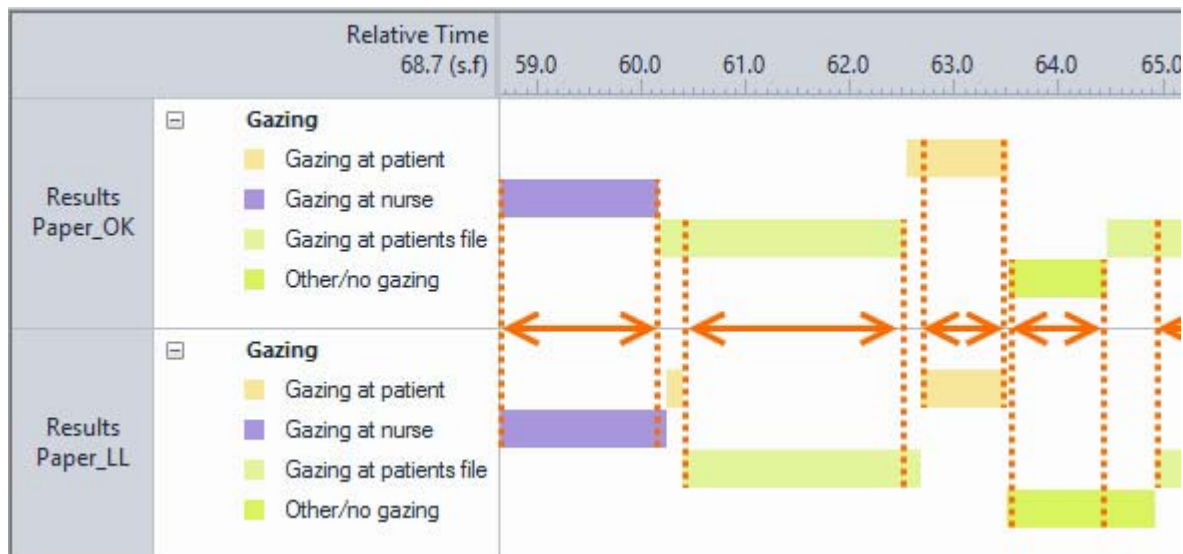 Relative Time
68.7 (s.f) 59.0 60.0 61.0 62.0 63.0 64.0 65.0
Results
Paper_OK
Gazing
Gazing at patient
Gazing at nurse
Gazing at patients file
Other/no gazing
Results
Paper_LL
Gazing
Gazing at patient
Gazing at nurse
Gazing at patients file
Other/no gazing